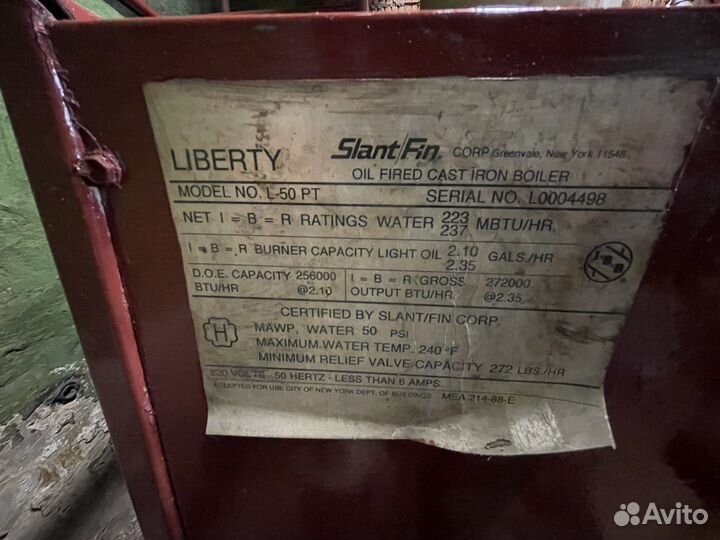 LIBERTY Slant/Fin CORP. Greenvale, New York 11548
OIL FIRED CAST IRON BOILER
MODEL NO. L-50 PT SERIAL NO. L0004498
NET I = B = R RATINGS WATER 223 MBTU/HR.
237
I = B = R BURNER CAPACITY LIGHT OIL 2.10 GALS./HR
2.35
I-B-R
D.O.E. CAPACITY 256000 I = B = R GROSS 272000
BTU/HR @2.10 OUTPUT BTU/HR. @2.35
CERTIFIED BY SLANT/FIN CORP.
H
MAWP, WATER 50 PSI
MAXIMUM WATER TEMP. 240 °F
MINIMUM RELIEF VALVE CAPACITY 272 LBS./HR
220 VOLTS - 50 HERTZ - LESS THAN 6 AMPS.
ACCEPTED FOR USE CITY OF NEW YORK DEPT. OF BUILDINGS MEA 214-88-E
Avito